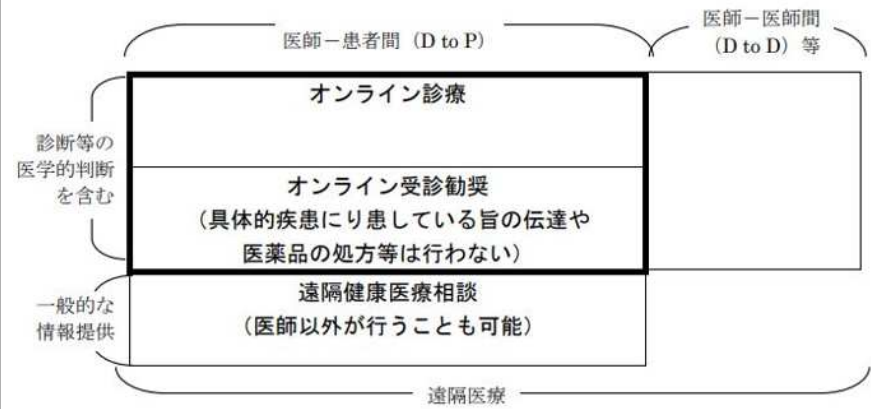 医師－患者間（D to P）
医師－医師間
（D to D）等
診断等の
医学的判断
を含む
オンライン診療
オンライン受診勧奨
（具体的疾患にり患している旨の伝達や
医薬品の処方等は行わない）
一般的な
情報提供
遠隔健康医療相談
（医師以外が行うことも可能）
遠隔医療